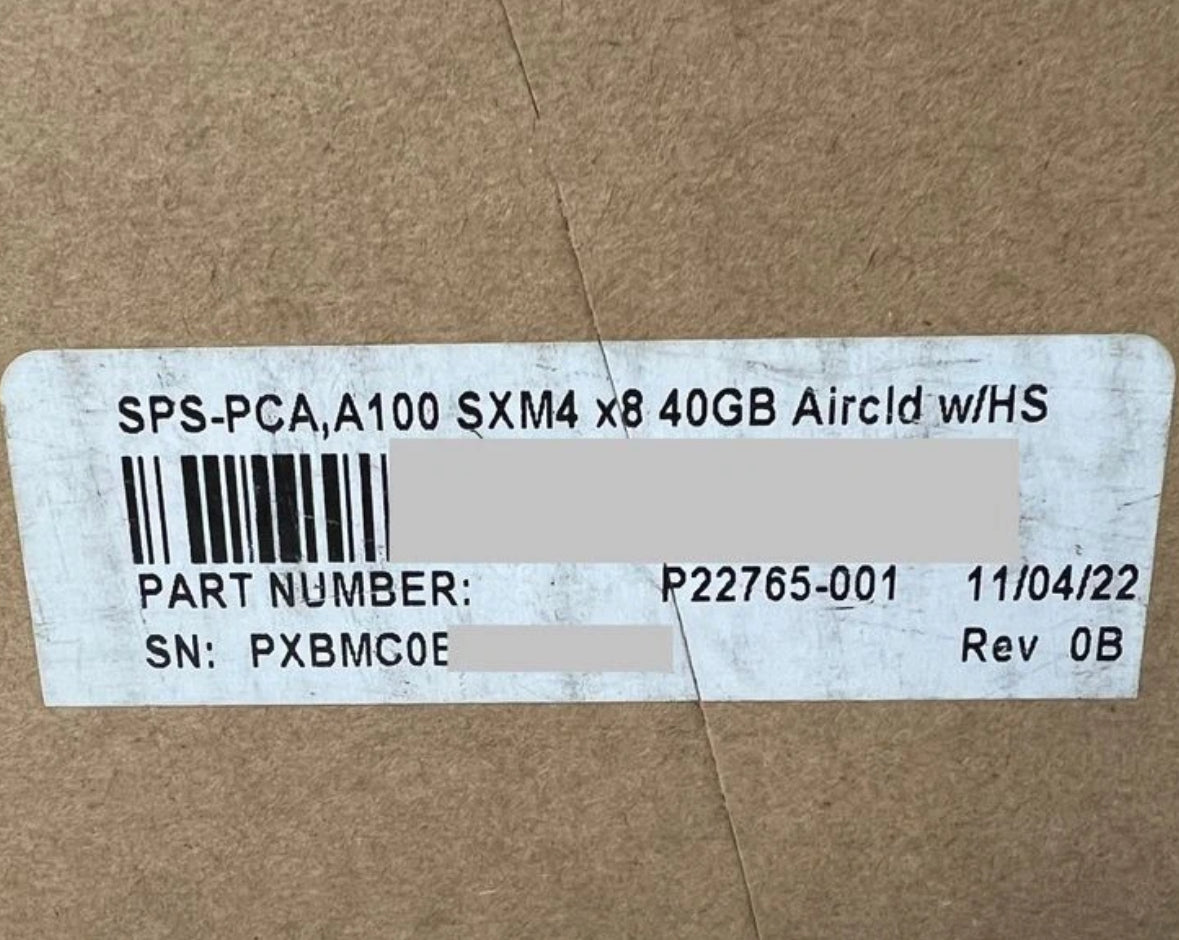 SPS-PCA,A100 SXM4 x8 40GB Aircld w/HS
PART NUMBER: P22765-001 11/04/22
SN: PXBMC0E Rev 0B